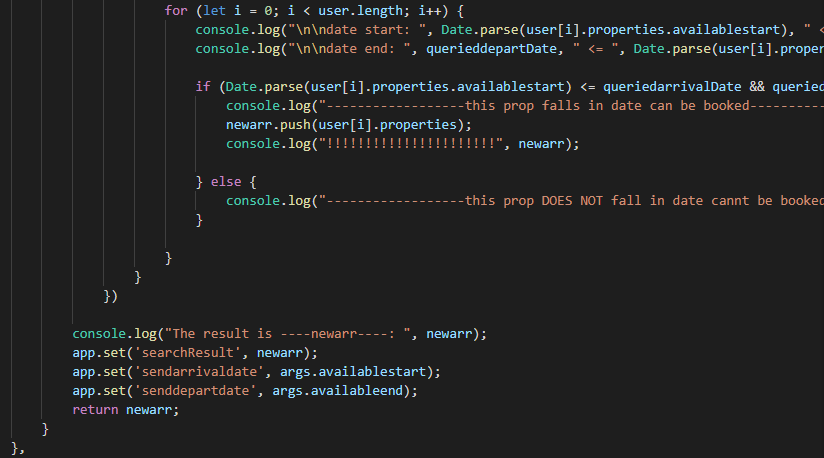 for (let i = 0; i < user.length; i++) {
console.log("\n\ndate start: ", Date.parse(user[i].properties.availablestart), " <
console.log("\n\ndate end: ", querieddepartDate, " <= ", Date.parse(user[i].proper
if (Date.parse(user[i].properties.availablestart) <= queriedarrivalDate && queried
console.log("------------------this prop falls in date can be booked----------
newarr.push(user[i].properties);
console.log("!!!!!!!!!!!!!!!!!!!!!!", newarr);
} else {
console.log("------------------this prop DOES NOT fall in date cannt be booked
}
}
}
})
console.log("The result is ----newarr----: ", newarr);
app.set('searchResult', newarr);
app.set('sendarrivaldate', args.availablestart);
app.set('senddepartdate', args.availableend);
return newarr;
}
},